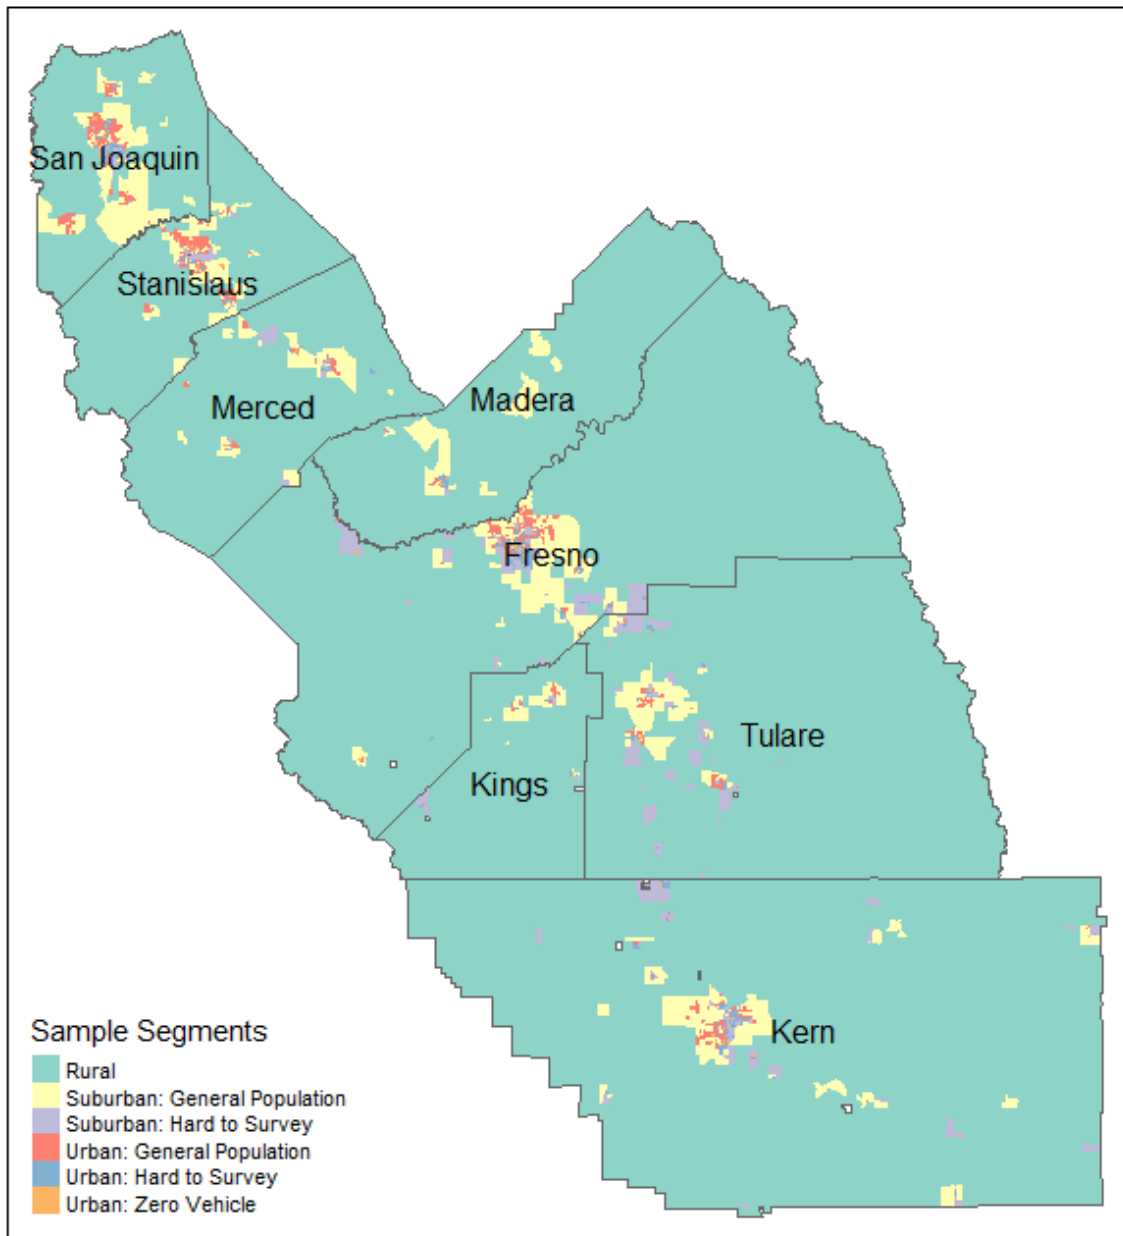 San Joaquin
Stanislaus
Merced
Madera
Fresno
Tulare
Kings
Kern
Sample Segments
Rural
Suburban: General Population
Suburban: Hard to Survey
Urban: General Population
Urban: Hard to Survey
Urban: Zero Vehicle